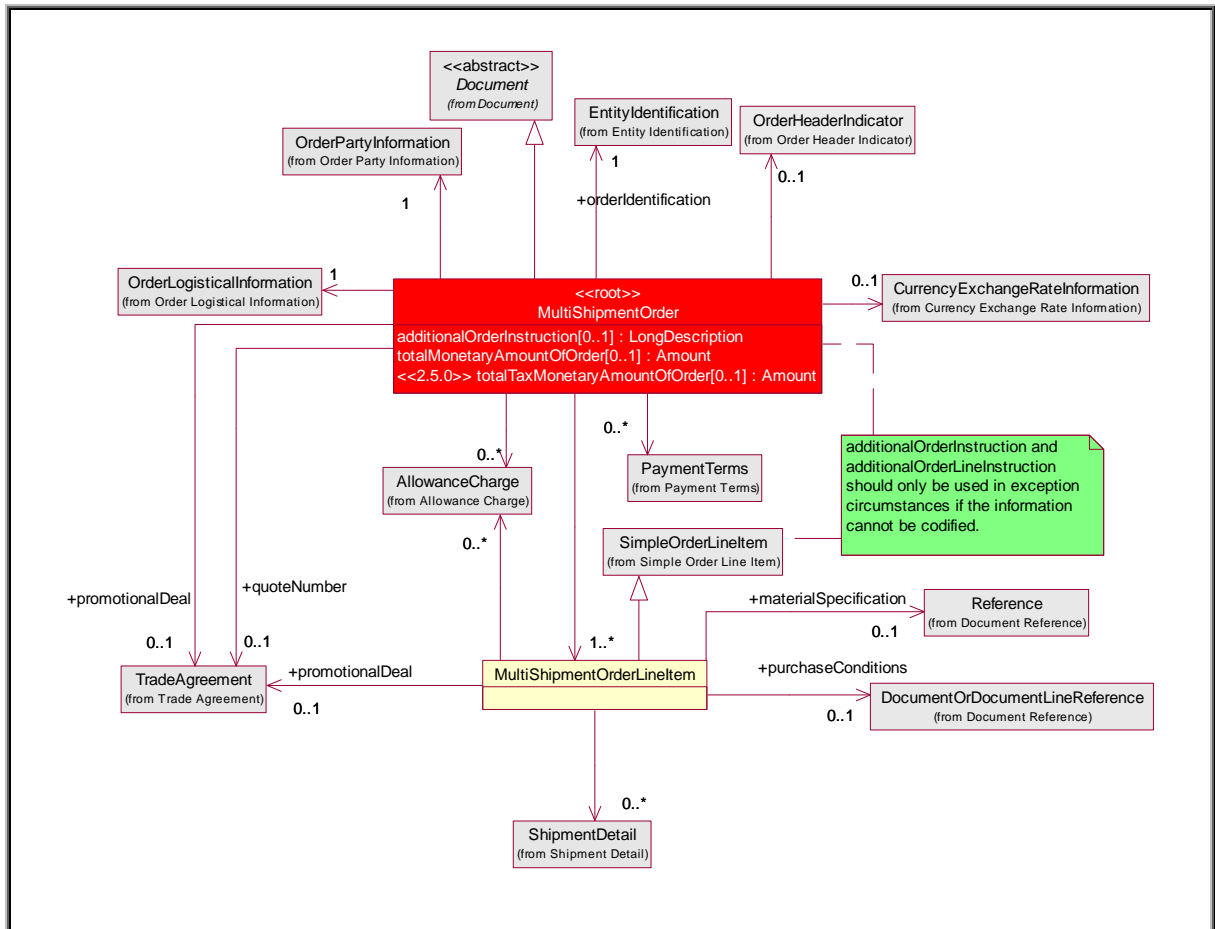 <<abstract>>
Document
(from Document)
EntityIdentification
(from Entity Identification)
OrderHeaderIndicator
(from Order Header Indicator)
OrderPartyInformation
(from Order Party Information)
1
0..1
1
+orderIdentification
OrderLogisticalInformation
(from Order Logistical Information)
1
<<root>>
MultiShipmentOrder
additionalOrderInstruction[0..1] : LongDescription
totalMonetaryAmountOfOrder[0..1] : Amount
<<2.5.0>> totalTaxMonetaryAmountOfOrder[0..1] : Amount
0..1
CurrencyExchangeRateInformation
(from Currency Exchange Rate Information)
0..*
0..*
AllowanceCharge
(from Allowance Charge)
0..*
PaymentTerms
(from Payment Terms)
additionalOrderInstruction and
additionalOrderLineInstruction
should only be used in exception
circumstances if the information
cannot be codified.
SimpleOrderLineItem
(from Simple Order Line Item)
+promotionalDeal
+quoteNumber
0..1
0..1
1..*
+materialSpecification
0..1
Reference
(from Document Reference)
TradeAgreement
(from Trade Agreement)
+promotionalDeal
0..1
MultiShipmentOrderLineItem
+purchaseConditions
0..1
DocumentOrDocumentLineReference
(from Document Reference)
0..*
ShipmentDetail
(from Shipment Detail)